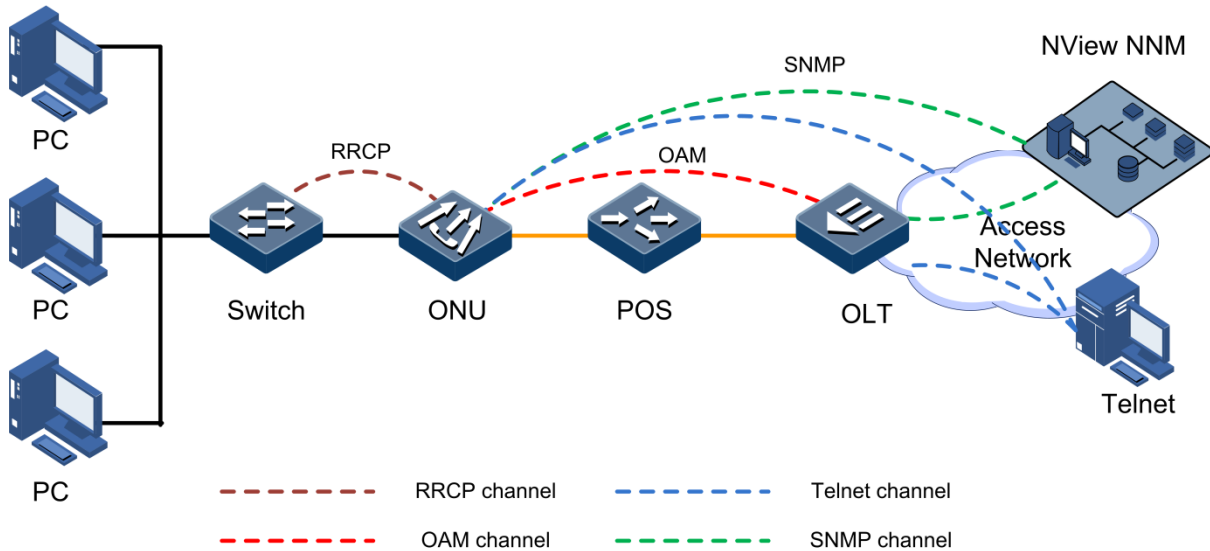 NView NNM
SNMP
PC
RRCP
OAM
Access
Network
PC
Switch
ONU
POS
OLT
Telnet
PC
RRCP channel
Telnet channel
OAM channel
SNMP channel